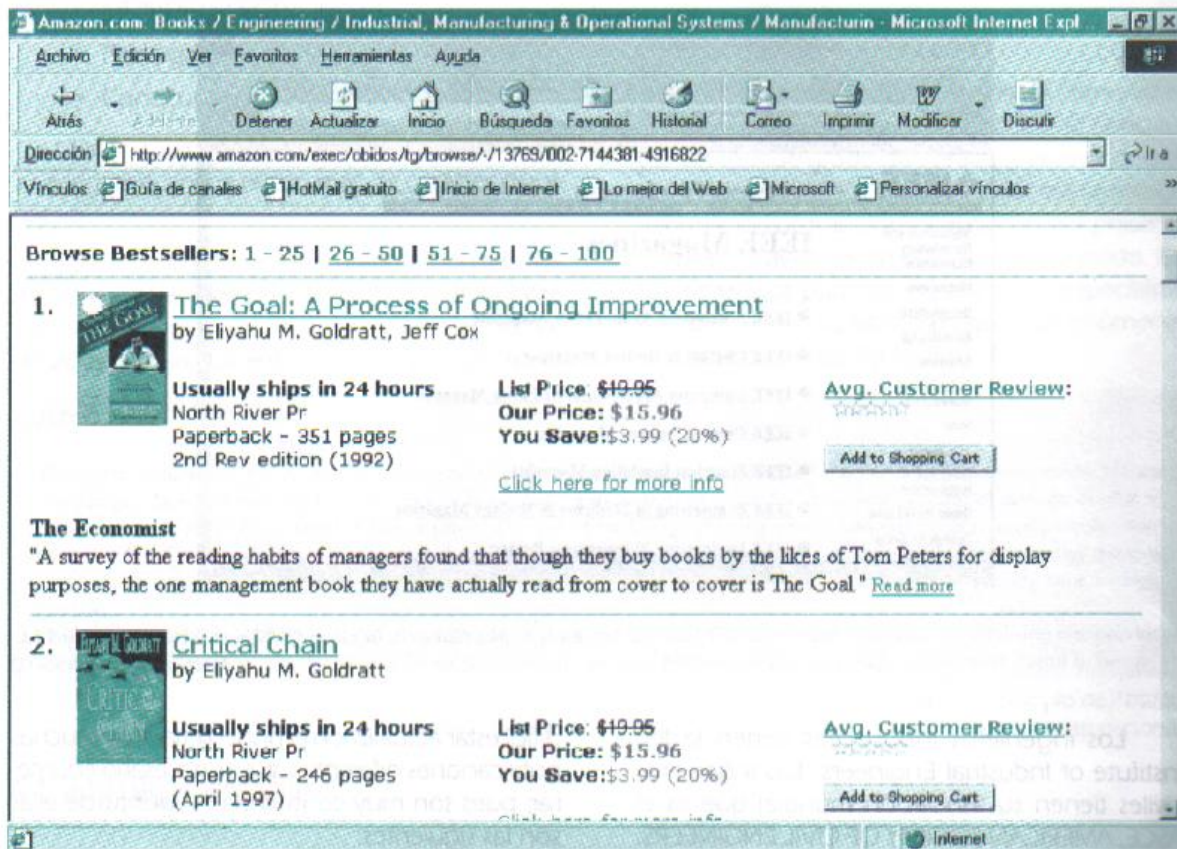 Amazon.com: Books / Engineering / Industrial, Manufacturing & Operational Systems / Manufacturin - Microsoft Internet Expl
Archivo Edición Ver Favoritos Herramientas Ayuda
Atrás Detener Actualizar Inicio Búsqueda Favoritos Historial Correo Imprimir Modificar Discutir
Dirección http://www.amazon.com/exec/obidos/tg/browse/-/13769/002-7144381-4916822 Ir a
Vínculos Guía de canales HotMail gratuito Inicio de Internet Lo mejor del Web Microsoft Personalizar vínculos »
Browse Bestsellers: 1 - 25 | 26 - 50 | 51 - 75 | 76 - 100
1. The Goal: A Process of Ongoing Improvement
THE GOAL
by Eliyahu M. Goldratt, Jeff Cox
Usually ships in 24 hours List Price: $19.95 Avg. Customer Review:
North River Pr Our Price: $15.96
Paperback - 351 pages You Save: $3.99 (20%)
2nd Rev edition (1992) Add to Shopping Cart
Click here for more info
The Economist
"A survey of the reading habits of managers found that though they buy books by the likes of Tom Peters for display
purposes, the one management book they have actually read from cover to cover is The Goal." Read more
2. Critical Chain
by Eliyahu M. Goldratt
Usually ships in 24 hours List Price: $19.95 Avg. Customer Review:
North River Pr Our Price: $15.96
Paperback - 246 pages You Save: $3.99 (20%)
(April 1997) Add to Shopping Cart
Click here for more info
Internet